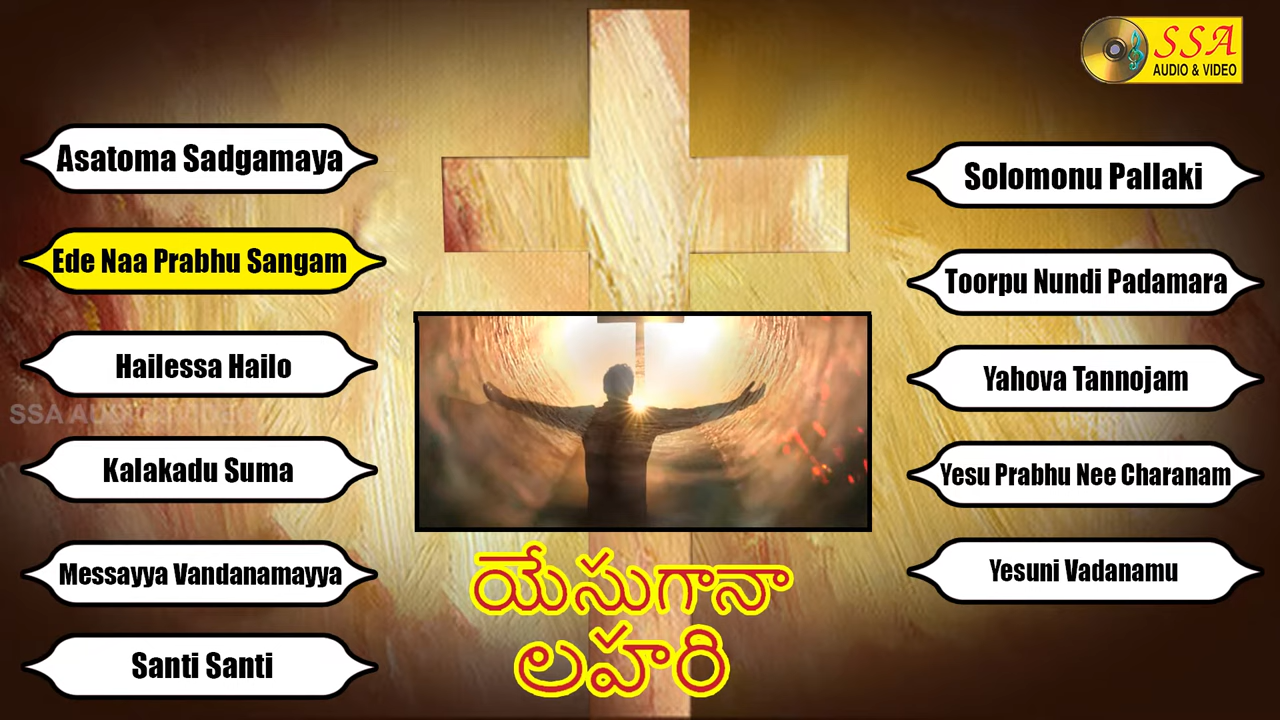 SSA
AUDIO & VIDEO
Asatoma Sadgamaya
Ede Naa Prabhu Sangam
Hailessa Hailo
Kalakadu Suma
Messayya Vandanamayya
Santi Santi
Solomonu Pallaki
Toorpu Nundi Padamara
Yahova Tannojam
Yesu Prabhu Nee Charanam
Yesuni Vadanamu
యేసుగానా
లహరి